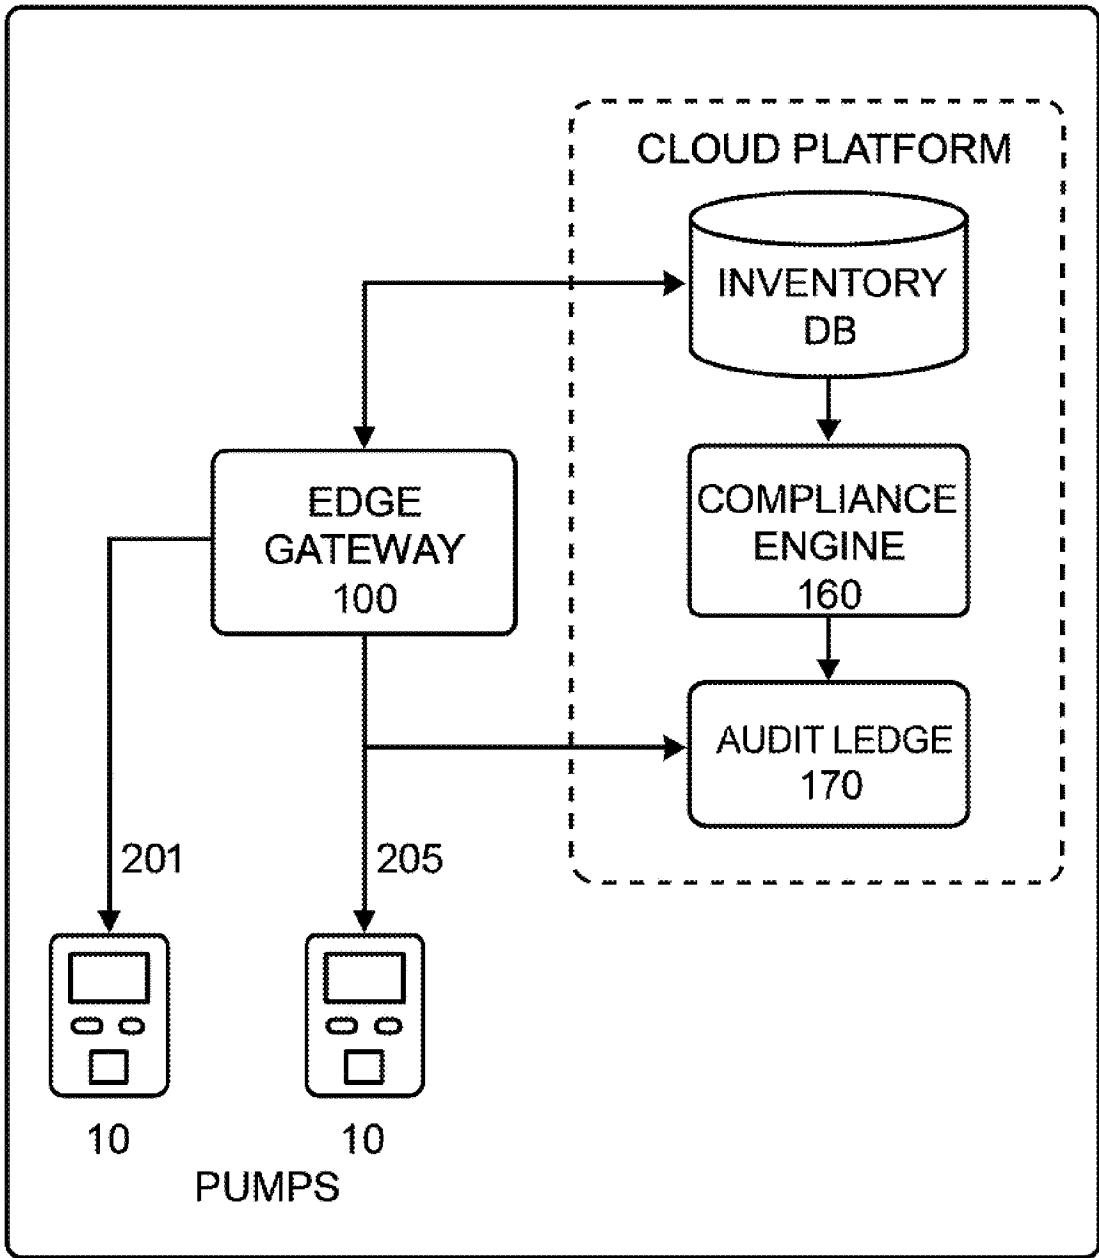 CLOUD PLATFORM
INVENTORY
DB
EDGE
GATEWAY
100
COMPLIANCE
ENGINE
160
AUDIT LEDGE
170
201
205
10
10
PUMPS